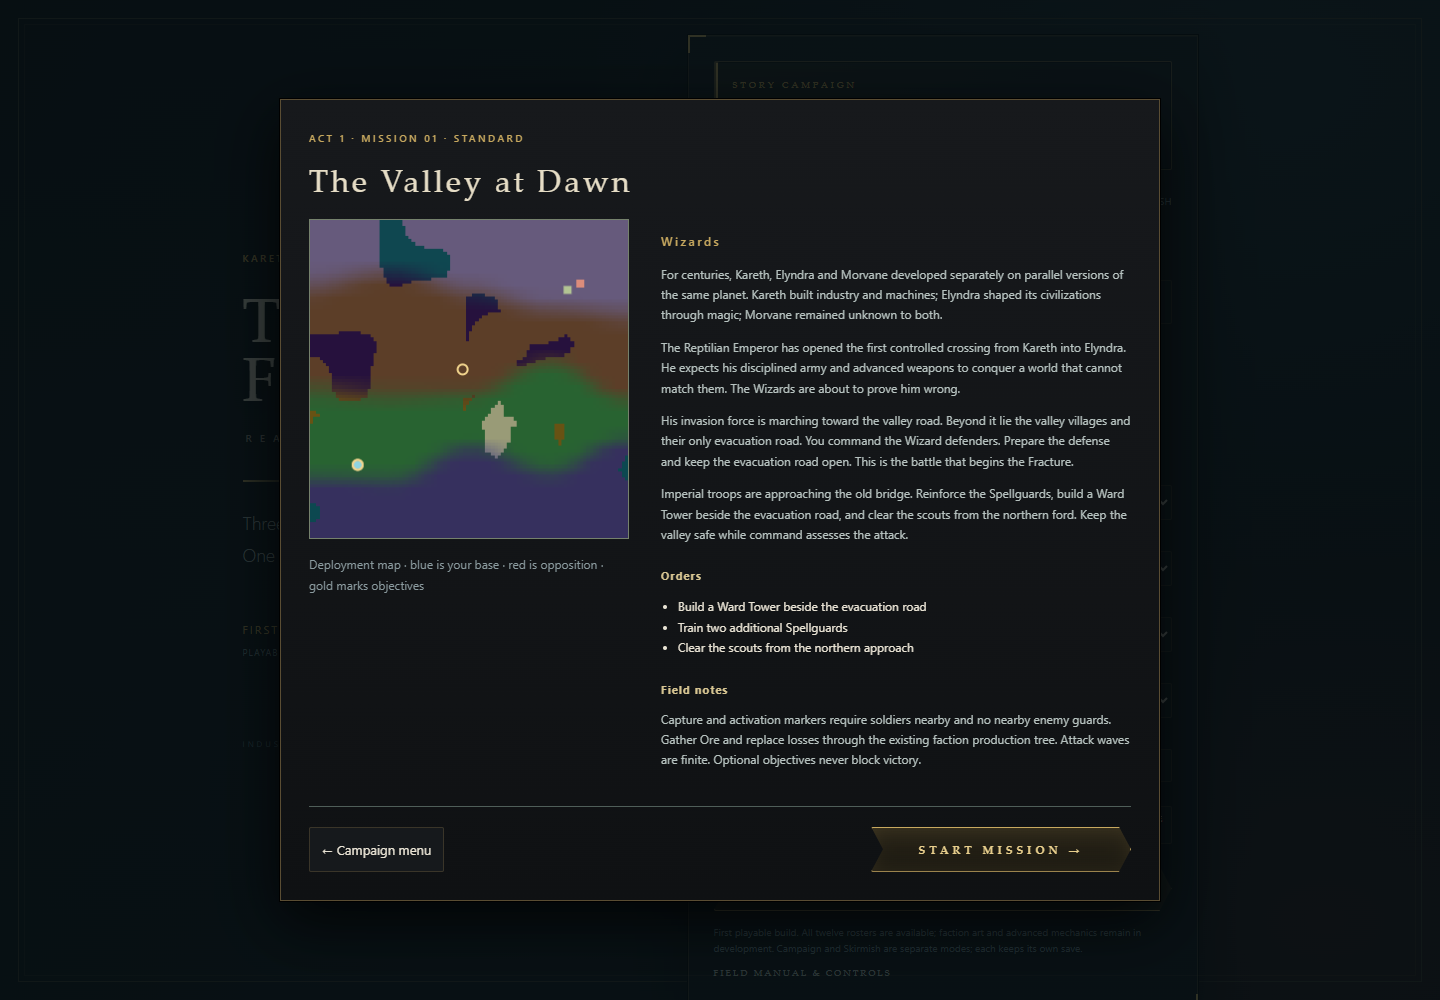 STORY CAMPAIGN
ACT 1 · MISSION 01 · STANDARD
The Valley at Dawn
Wizards
For centuries, Kareth, Elyndra and Morvane developed separately on parallel versions of
the same planet. Kareth built industry and machines; Elyndra shaped its civilizations
through magic; Morvane remained unknown to both.
The Reptilian Emperor has opened the first controlled crossing from Kareth into Elyndra.
He expects his disciplined army and advanced weapons to conquer a world that cannot
match them. The Wizards are about to prove him wrong.
His invasion force is marching toward the valley road. Beyond it lie the valley villages and
their only evacuation road. You command the Wizard defenders. Prepare the defense
and keep the evacuation road open. This is the battle that begins the Fracture.
Imperial troops are approaching the old bridge. Reinforce the Spellguards, build a Ward
Tower beside the evacuation road, and clear the scouts from the northern ford. Keep the
valley safe while command assesses the attack.
Deployment map · blue is your base · red is opposition ·
gold marks objectives
Orders
• Build a Ward Tower beside the evacuation road
• Train two additional Spellguards
• Clear the scouts from the northern approach
Field notes
Capture and activation markers require soldiers nearby and no nearby enemy guards.
Gather Ore and replace losses through the existing faction production tree. Attack waves
are finite. Optional objectives never block victory.
← Campaign menu
START MISSION →
One
FIRST
First playable build. All twelve rosters are available; faction art and advanced mechanics remain in
development. Campaign and Skirmish are separate modes; each keeps its own save.
FIELD MANUAL & CONTROLS